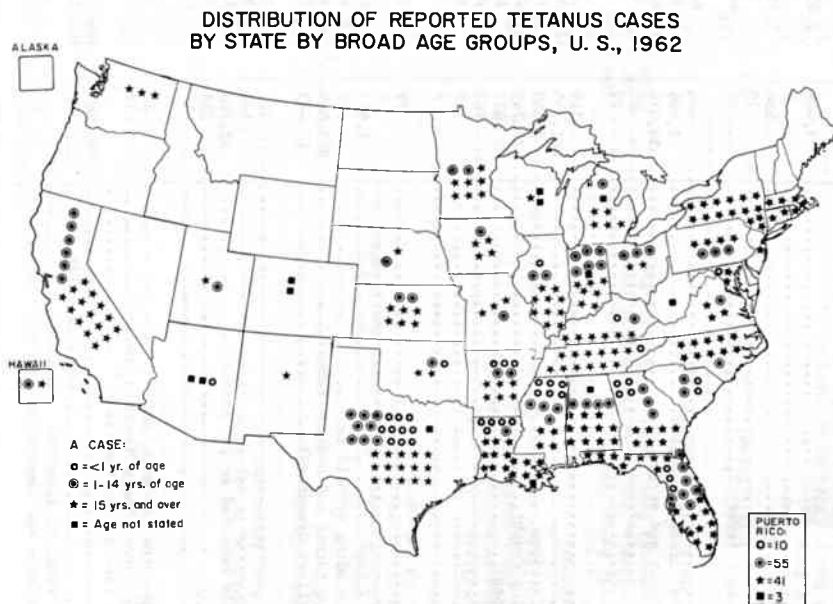 DISTRIBUTION OF REPORTED TETANUS CASES
BY STATE BY BROAD AGE GROUPS, U. S., 1962
ALASKA
HAWAII
A CASE:
= <1 yr. of age
= 1-14 yrs. of age
= 15 yrs. and over
= Age not stated
PUERTO
RICO:
=10
=55
=41
=3